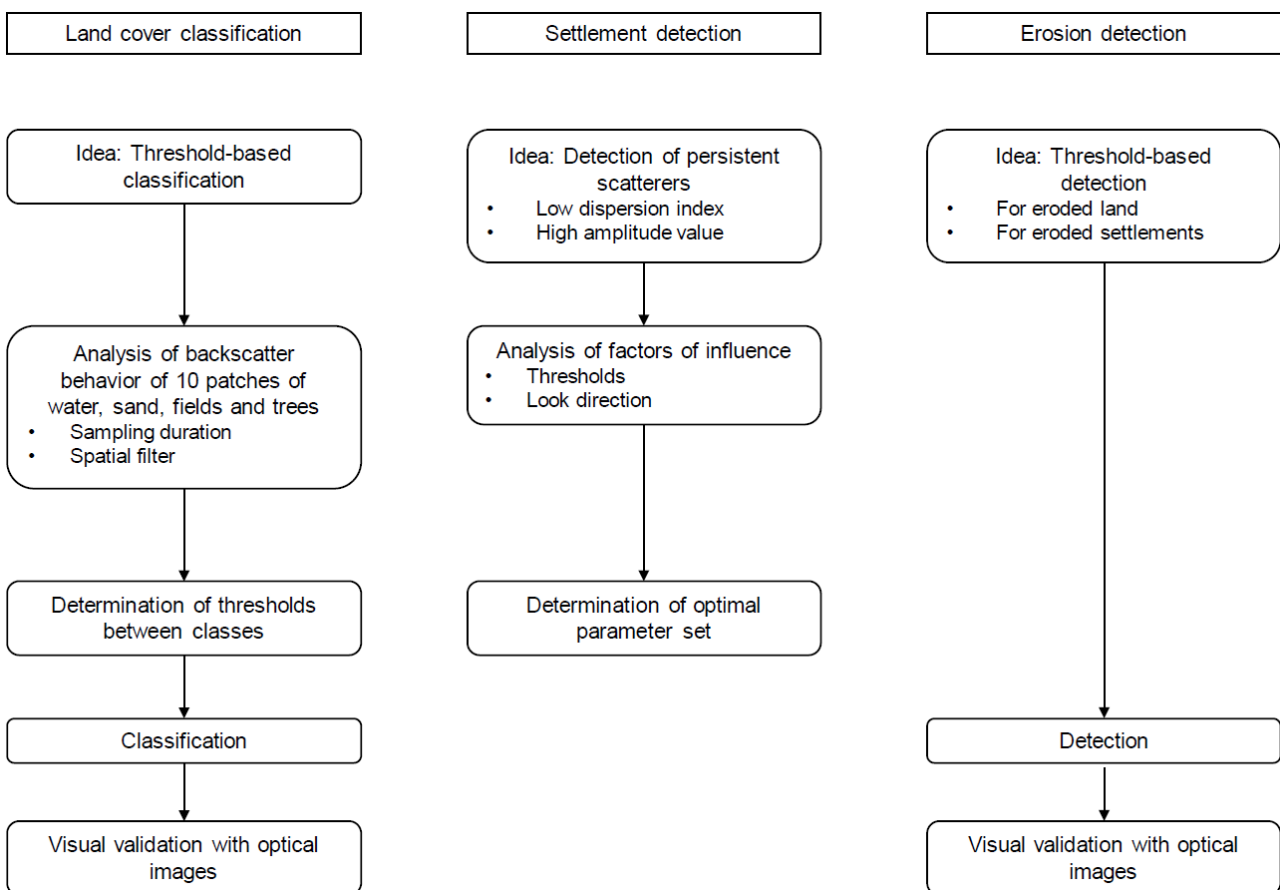 Land cover classification
Settlement detection
Erosion detection
Idea: Threshold-based
classification
Analysis of backscatter
behavior of 10 patches of
water, sand, fields and trees
• Sampling duration
• Spatial filter
Determination of thresholds
between classes
Classification
Visual validation with optical
images
Idea: Detection of persistent
scatterers
• Low dispersion index
• High amplitude value
Analysis of factors of influence
• Thresholds
• Look direction
Determination of optimal
parameter set
Idea: Threshold-based
detection
• For eroded land
• For eroded settlements
Detection
Visual validation with optical
images